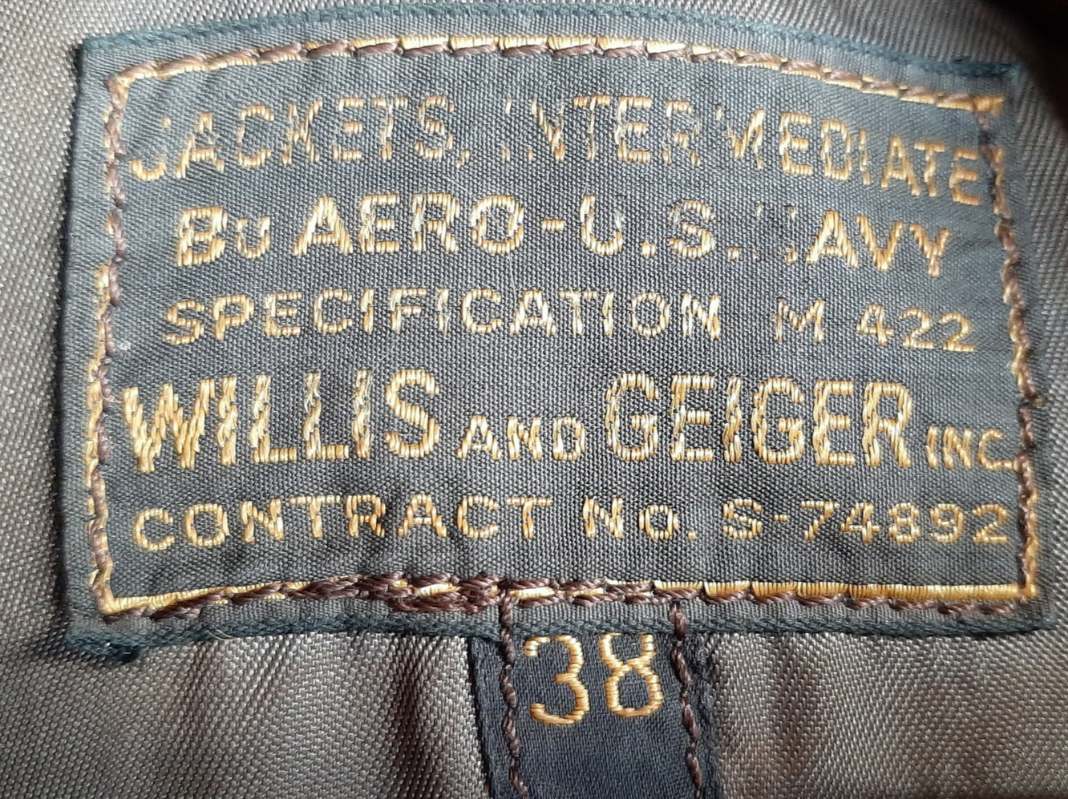 JACKETS, INTERMEDIATE
BU AERO-U.S. NAVY
SPECIFICATION M 422
WILLIS AND GEIGER INC.
CONTRACT NO. S-74892
38